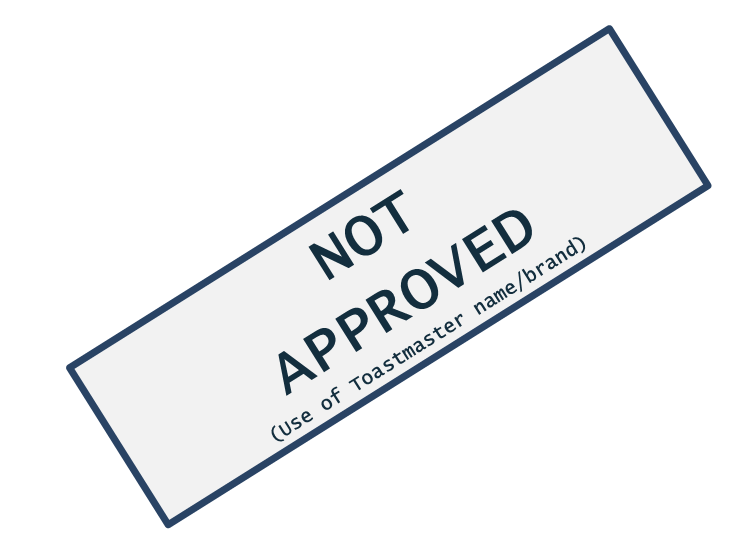 NOT
APPROVED
(Use of Toastmaster name/brand)